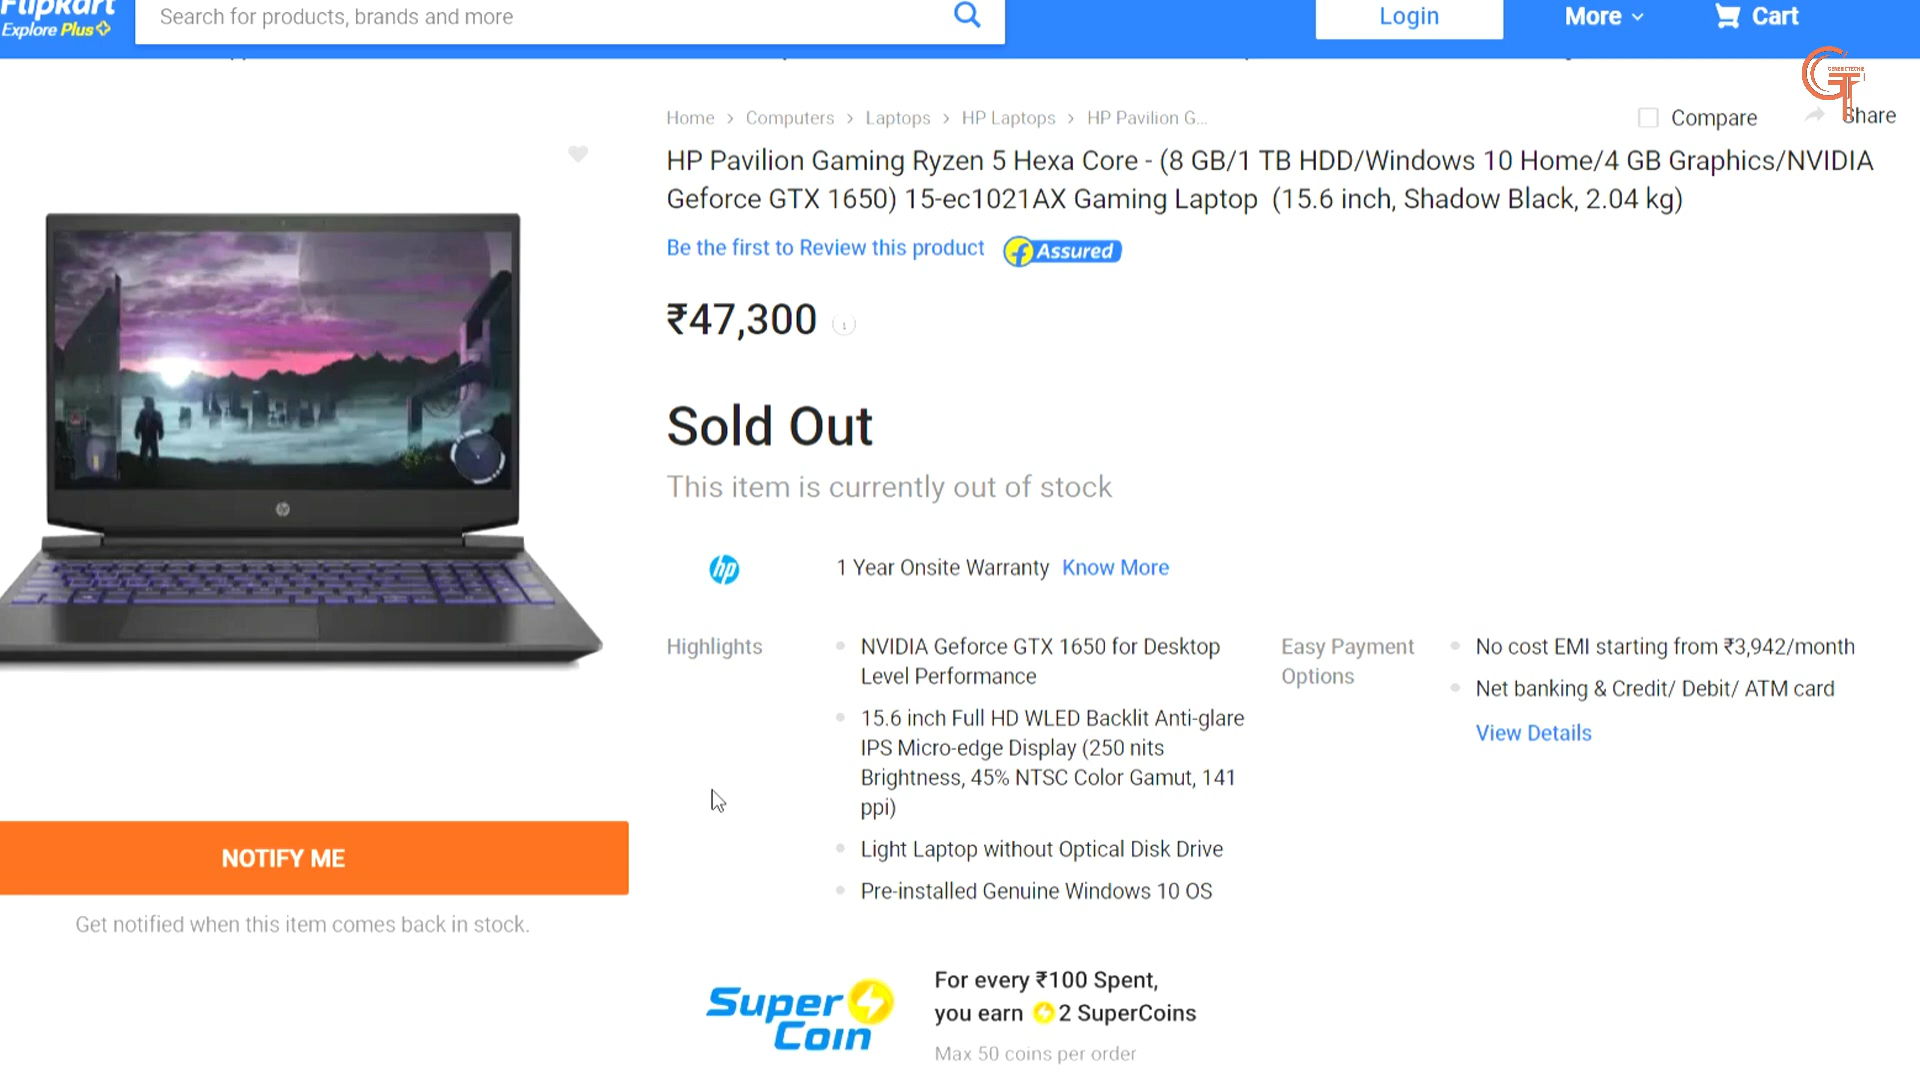 Flipkart
Explore Plus
Search for products, brands and more
Login
More
Cart
Home > Computers > Laptops > HP Laptops > HP Pavilion G...
Compare
Share
HP Pavilion Gaming Ryzen 5 Hexa Core - (8 GB/1 TB HDD/Windows 10 Home/4 GB Graphics/NVIDIA
Geforce GTX 1650) 15-ec1021AX Gaming Laptop (15.6 inch, Shadow Black, 2.04 kg)
Be the first to Review this product
f Assured
₹47,300
Sold Out
This item is currently out of stock
hp
1 Year Onsite Warranty Know More
Highlights
NVIDIA Geforce GTX 1650 for Desktop
Level Performance
15.6 inch Full HD WLED Backlit Anti-glare
IPS Micro-edge Display (250 nits
Brightness, 45% NTSC Color Gamut, 141
ppi)
Light Laptop without Optical Disk Drive
Pre-installed Genuine Windows 10 OS
Easy Payment
Options
No cost EMI starting from ₹3,942/month
Net banking & Credit/ Debit/ ATM card
View Details
NOTIFY ME
Get notified when this item comes back in stock.
Super
Coin
For every ₹100 Spent,
you earn 2 SuperCoins
Max 50 coins per order